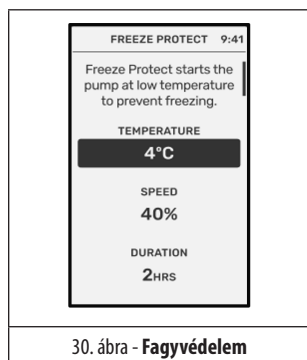 FREEZE PROTECT 9:41
Freeze Protect starts the
pump at low temperature
to prevent freezing.
TEMPERATURE
4°C
SPEED
40%
DURATION
2HRS
30. ábra - Fagyvédelem